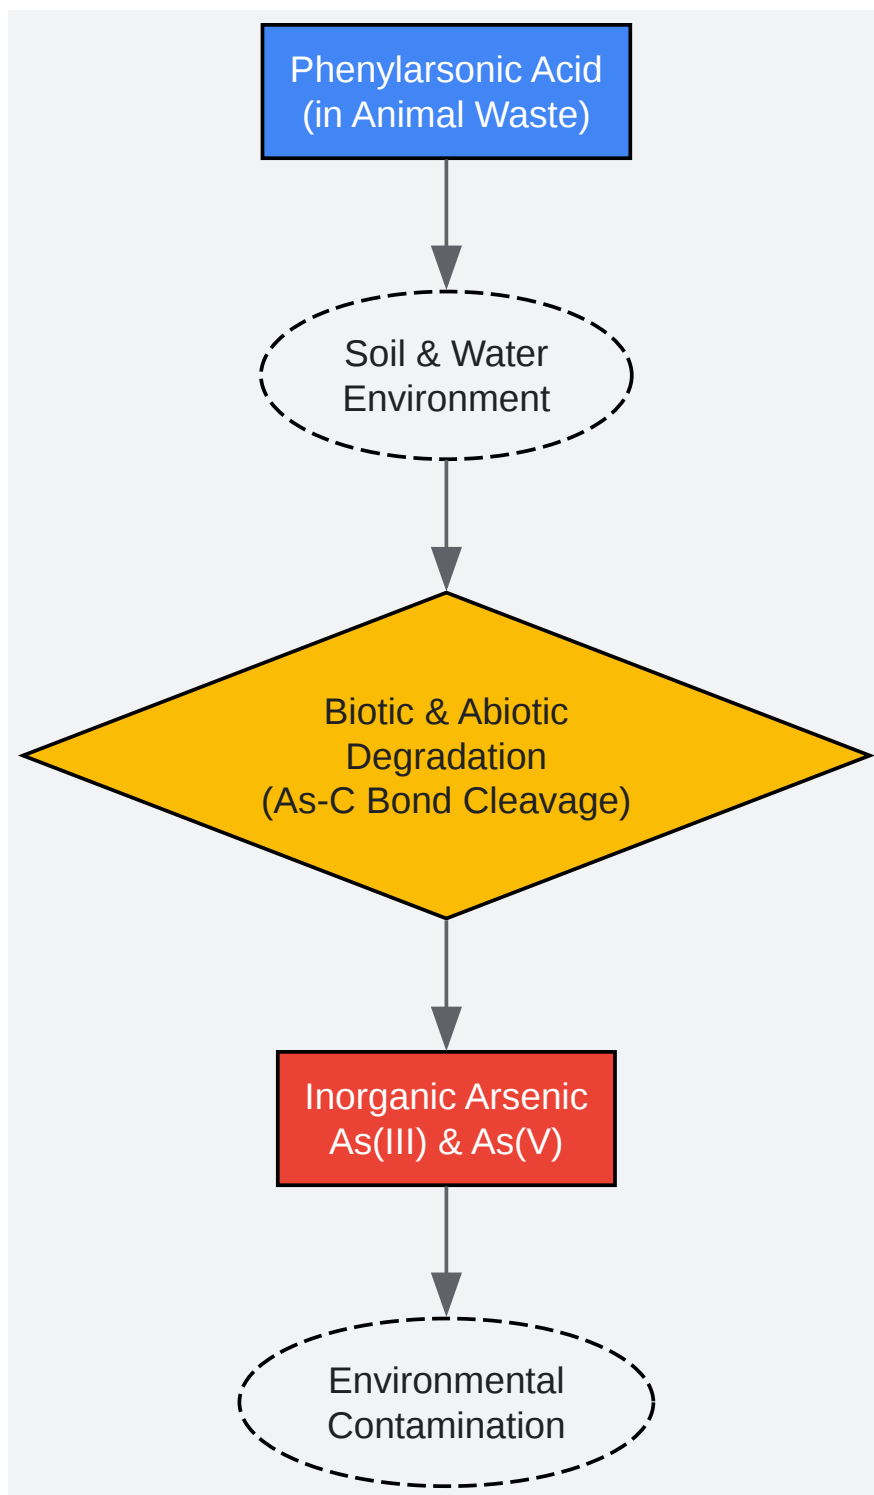 Phenylarsonic Acid
(in Animal Waste)
Soil & Water
Environment
Biotic & Abiotic
Degradation
(As-C Bond Cleavage)
Inorganic Arsenic
As(III) & As(V)
Environmental
Contamination